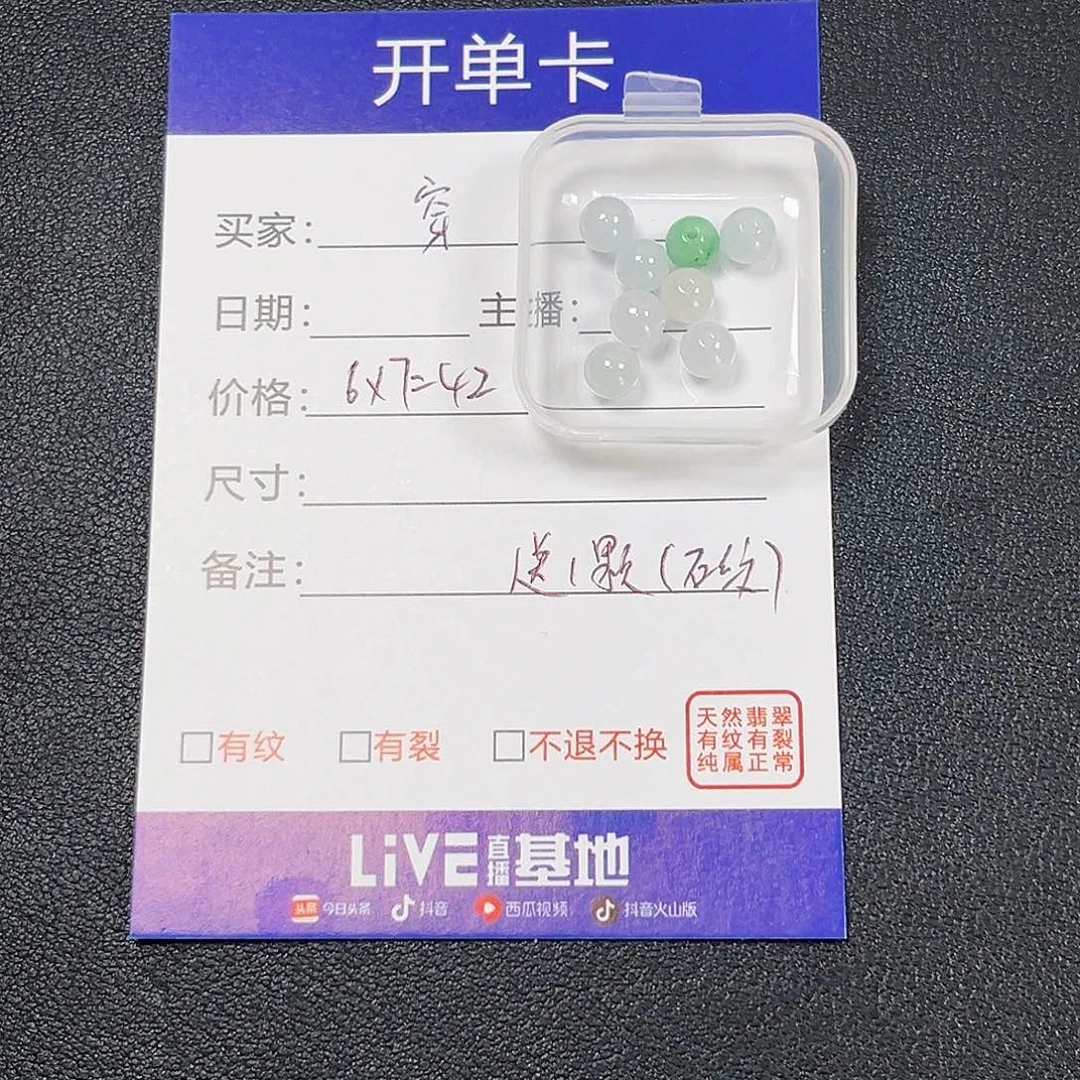 开单卡
买家： 穿
日期： 主播：
价格： 6x7=42
尺寸：
备注： 送1颗(石纹)
□有纹 □有裂 □不退不换
天然翡翠
有纹有裂
纯属正常
LiVE直播基地
头条 今日头条 抖音 西瓜视频 抖音火山版